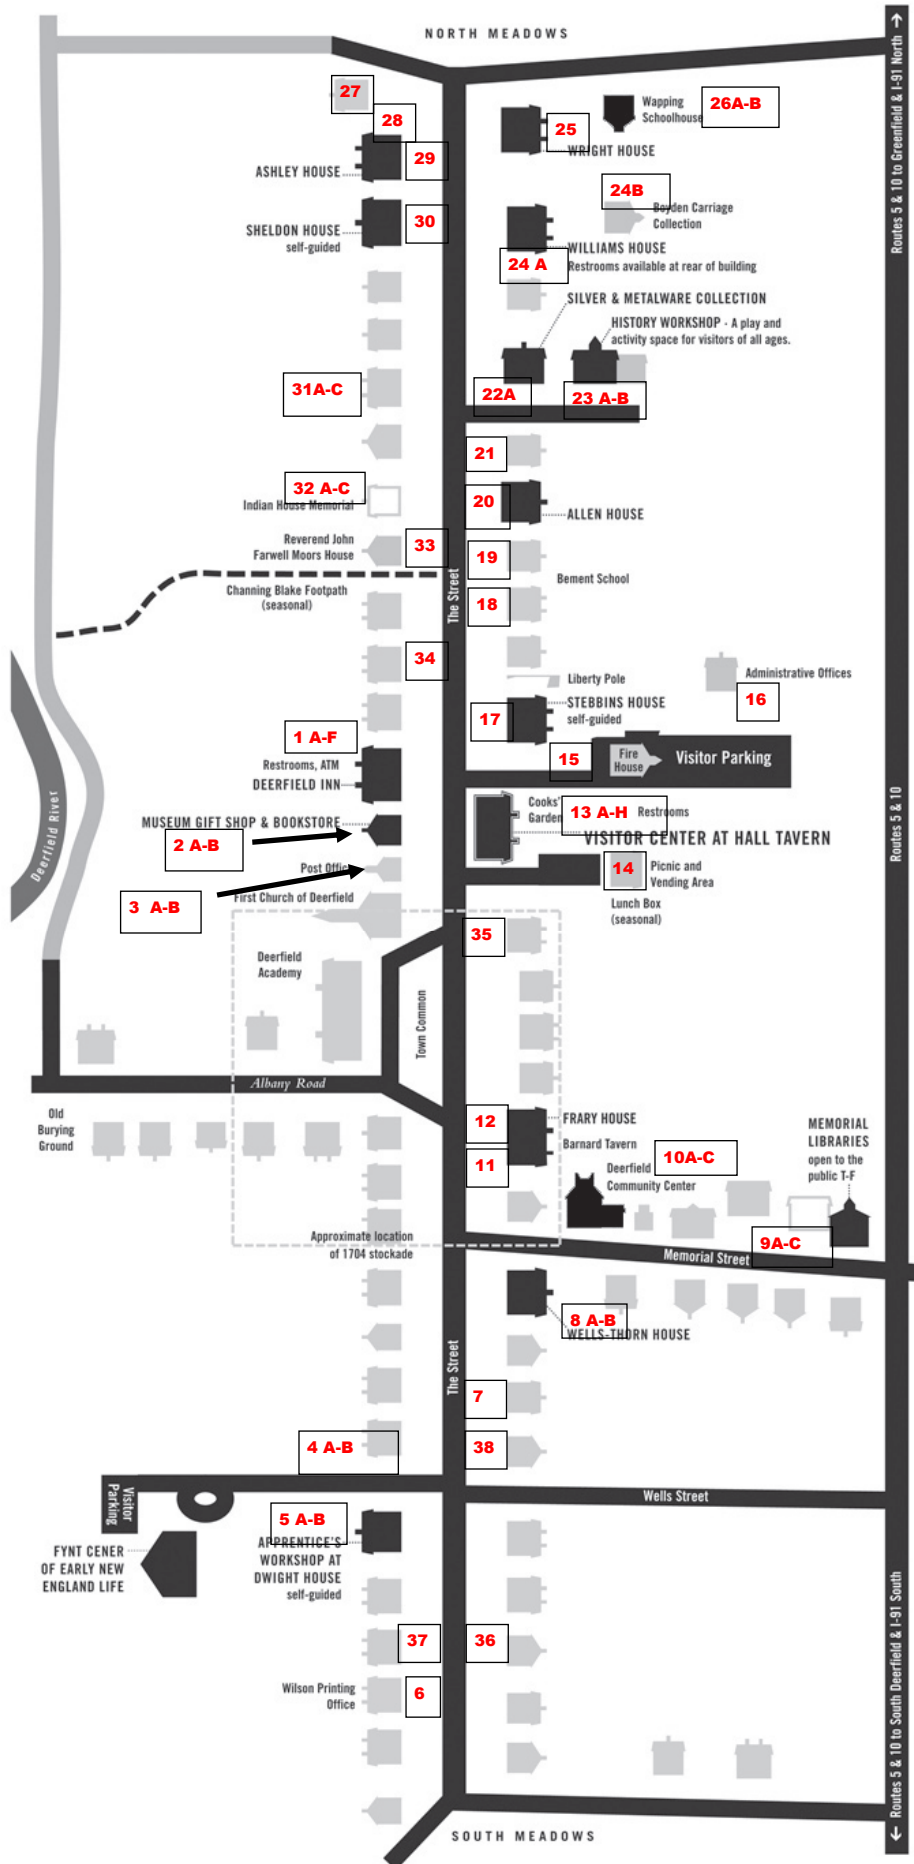 NORTH MEADOWS
Routes 5 & 10 to Greenfield & I-91 North
27
28
29
ASHLEY HOUSE
30
SHELDON HOUSE
self-guided
25
WRIGHT HOUSE
Wapping
Schoolhouse
26A-B
24B
Boyden Carriage
Collection
WILLIAMS HOUSE
24 A
Restrooms available at rear of building
SILVER & METALWARE COLLECTION
HISTORY WORKSHOP - A play and
activity space for visitors of all ages.
31A-C
22A
23 A-B
21
32 A-C
Indian House Memorial
20
ALLEN HOUSE
Reverend John
Farwell Moors House
33
19
Bement School
The Street
Channing Blake Footpath
(seasonal)
18
34
Liberty Pole
Administrative Offices
16
STEBBINS HOUSE
self-guided
17
1 A-F
Restrooms, ATM
DEERFIELD INN
15
Fire
House
Visitor Parking
Deerfield River
Routes 5 & 10
MUSEUM GIFT SHOP & BOOKSTORE
2 A-B
Cooks'
Garden
13 A-H
Restrooms
VISITOR CENTER AT HALL TAVERN
Post Office
3 A-B
First Church of Deerfield
14
Picnic and
Vending Area
Lunch Box
(seasonal)
35
Deerfield
Academy
Town Common
Albany Road
Old
Burying
Ground
12
FRARY HOUSE
Barnard Tavern
11
Deerfield
Community Center
10A-C
MEMORIAL
LIBRARIES
open to the
public T-F
Approximate location
of 1704 stockade
Memorial Street
9A-C
8 A-B
WELLS-THORN HOUSE
The Street
7
4 A-B
38
Visitor
Parking
Wells Street
5 A-B
APPRENTICE'S
WORKSHOP AT
DWIGHT HOUSE
self-guided
FYNT CENER
OF EARLY NEW
ENGLAND LIFE
37
36
Wilson Printing
Office
6
Routes 5 & 10 to South Deerfield & I-91 South
SOUTH MEADOWS